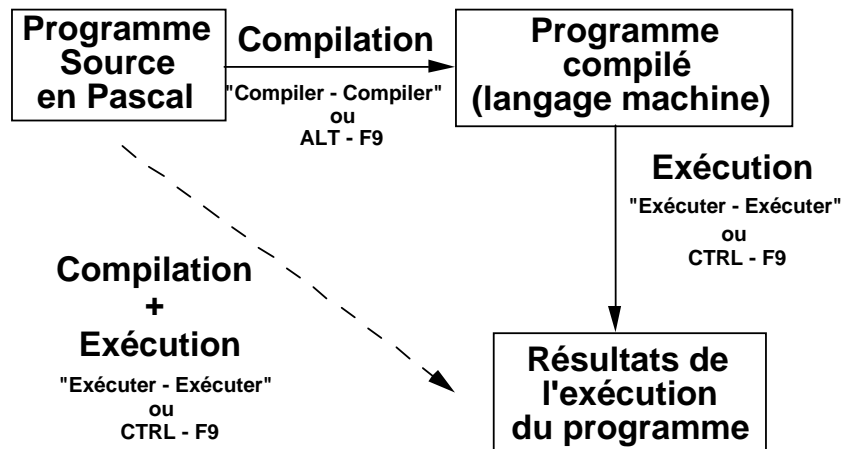 Programme
Source
en Pascal
Compilation
"Compiler - Compiler"
ou
ALT - F9
Programme
compilé
(langage machine)
Exécution
"Exécuter - Exécuter"
ou
CTRL - F9
Compilation
+
Exécution
"Exécuter - Exécuter"
ou
CTRL - F9
Résultats de
l'exécution
du programme